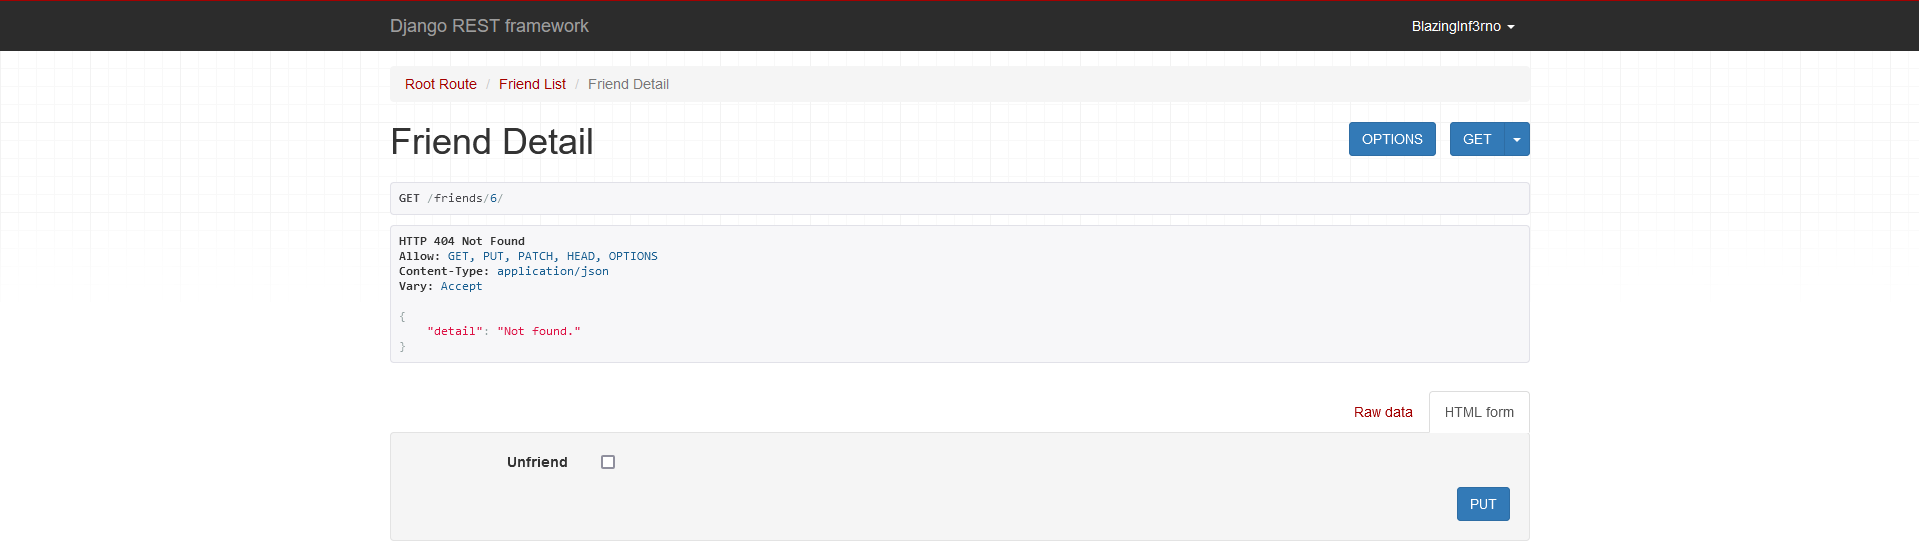 Django REST framework
BlazingInf3rno
Root Route / Friend List / Friend Detail
Friend Detail
OPTIONS
GET
GET /friends/6/
HTTP 404 Not Found
Allow: GET, PUT, PATCH, HEAD, OPTIONS
Content-Type: application/json
Vary: Accept
{
    "detail": "Not found."
}
Raw data
HTML form
Unfriend
PUT